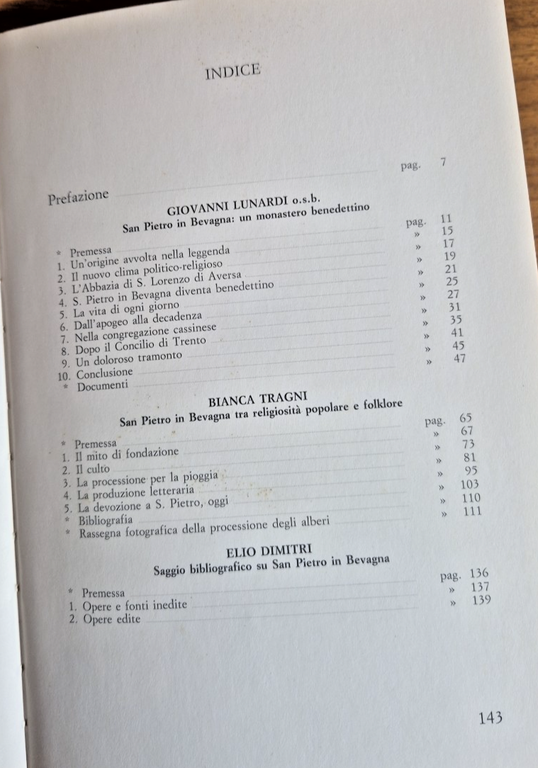 INDICE
Prefazione pag. 7
GIOVANNI LUNARDI o.s.b.
San Pietro in Bevagna: un monastero benedettino
* Premessa pag. 11
1. Un'origine avvolta nella leggenda » 15
2. Il nuovo clima politico-religioso » 17
3. L'Abbazia di S. Lorenzo di Aversa » 19
4. S. Pietro in Bevagna diventa benedettino » 21
5. La vita di ogni giorno » 25
6. Dall'apogeo alla decadenza » 27
7. Nella congregazione cassinese » 31
8. Dopo il Concilio di Trento » 35
9. Un doloroso tramonto » 41
10. Conclusione » 45
* Documenti » 47
BIANCA TRAGNI
San Pietro in Bevagna tra religiosità popolare e folklore
* Premessa pag. 65
1. Il mito di fondazione » 67
2. Il culto » 73
3. La processione per la pioggia » 81
4. La produzione letteraria » 95
5. La devozione a S. Pietro, oggi » 103
* Bibliografia » 110
* Rassegna fotografica della processione degli alberi » 111
ELIO DIMITRI
Saggio bibliografico su San Pietro in Bevagna
* Premessa pag. 136
1. Opere e fonti inedite » 137
2. Opere edite » 139
143